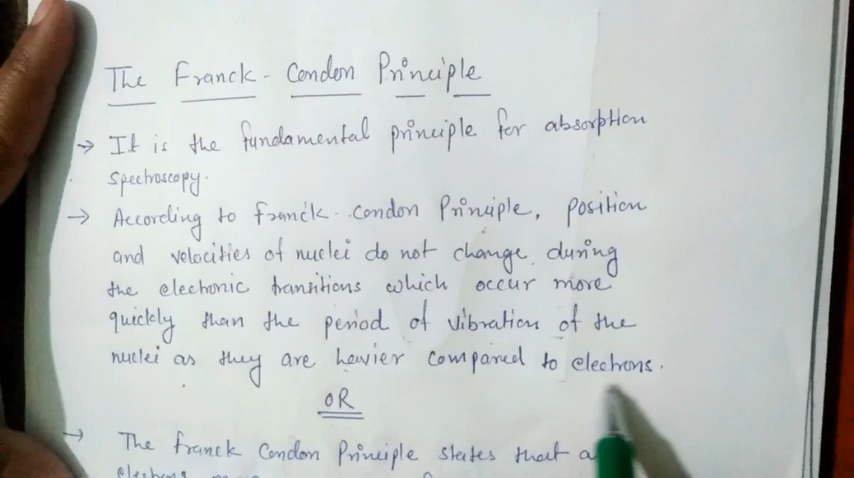 The Franck-Condon Principle
→ It is the fundamental principle for absorption
spectroscopy.
→ According to Franck-Condon Principle, position
and velocities of nuclei do not change during
the electronic transitions which occur more
quickly than the period of vibration of the
nuclei as they are hevier compared to electrons.
OR
→ The Franck Condon Principle states that a